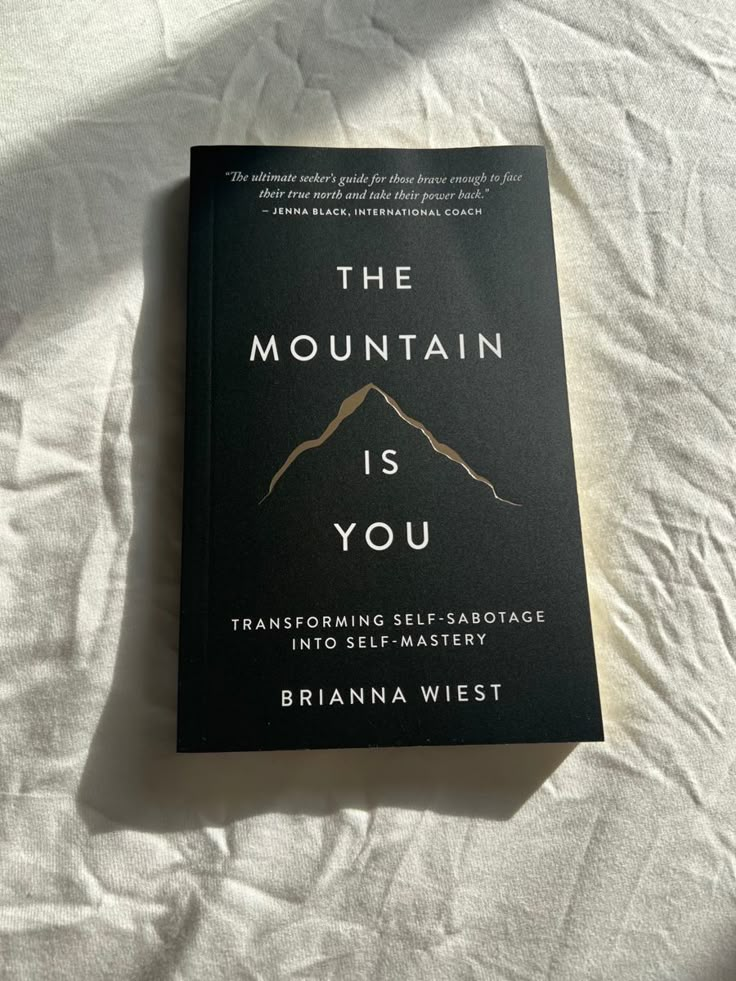 “The ultimate seeker’s guide for those brave enough to face
their true north and take their power back.”
– JENNA BLACK, INTERNATIONAL COACH
THE
MOUNTAIN
IS
YOU
TRANSFORMING SELF-SABOTAGE
INTO SELF-MASTERY
BRIANNA WIEST